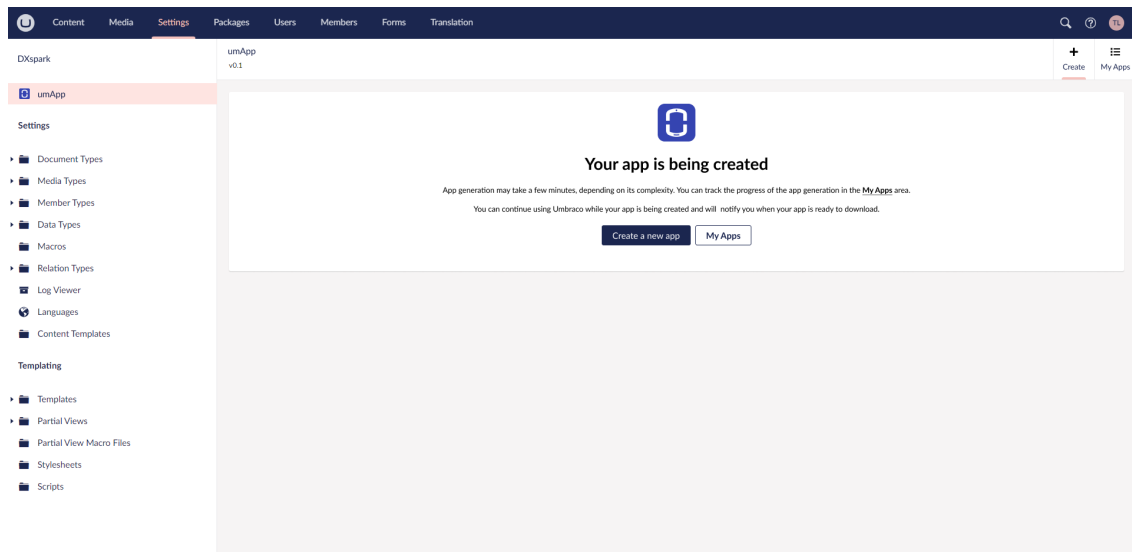 Content Media Settings Packages Users Members Forms Translation TL
DXspark
umApp
v0.1
Create
My Apps
umApp
Settings
Document Types
Media Types
Member Types
Data Types
Macros
Relation Types
Log Viewer
Languages
Content Templates
Templating
Templates
Partial Views
Partial View Macro Files
Stylesheets
Scripts
Your app is being created
App generation may take a few minutes, depending on its complexity. You can track the progress of the app generation in the My Apps area.
You can continue using Umbraco while your app is being created and will notify you when your app is ready to download.
Create a new app
My Apps